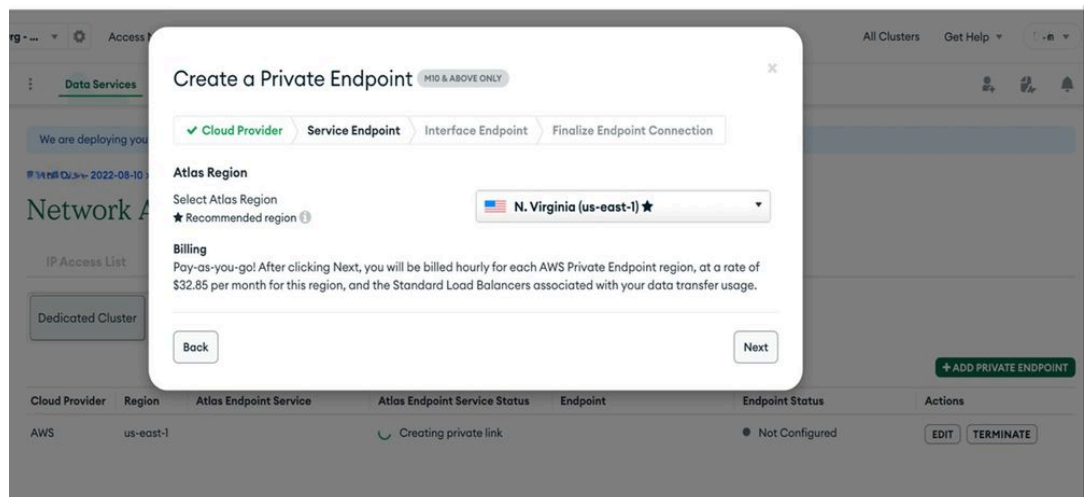 Access
All Clusters
Get Help
Data Services
We are deploying you
2022-08-10
Network A
IP Access List
Dedicated Cluster
Create a Private Endpoint M10 & ABOVE ONLY
Cloud Provider
Service Endpoint
Interface Endpoint
Finalize Endpoint Connection
Atlas Region
Select Atlas Region
Recommended region
N. Virginia (us-east-1)
Billing
Pay-as-you-go! After clicking Next, you will be billed hourly for each AWS Private Endpoint region, at a rate of
$32.85 per month for this region, and the Standard Load Balancers associated with your data transfer usage.
Back
Next
+ ADD PRIVATE ENDPOINT
Cloud Provider Region Atlas Endpoint Service Atlas Endpoint Service Status Endpoint Endpoint Status Actions
AWS us-east-1 Creating private link Not Configured EDIT TERMINATE